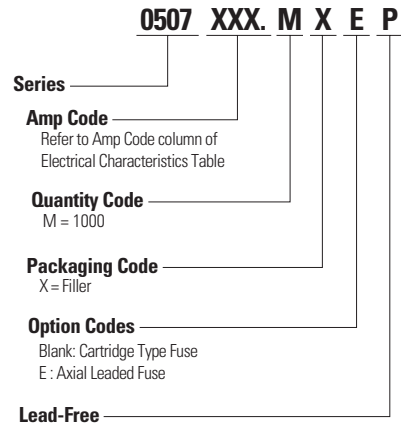 0507 XXX. M X E P
Series
Amp Code
Refer to Amp Code column of
Electrical Characteristics Table
Quantity Code
M = 1000
Packaging Code
X = Filler
Option Codes
Blank: Cartridge Type Fuse
E : Axial Leaded Fuse
Lead-Free